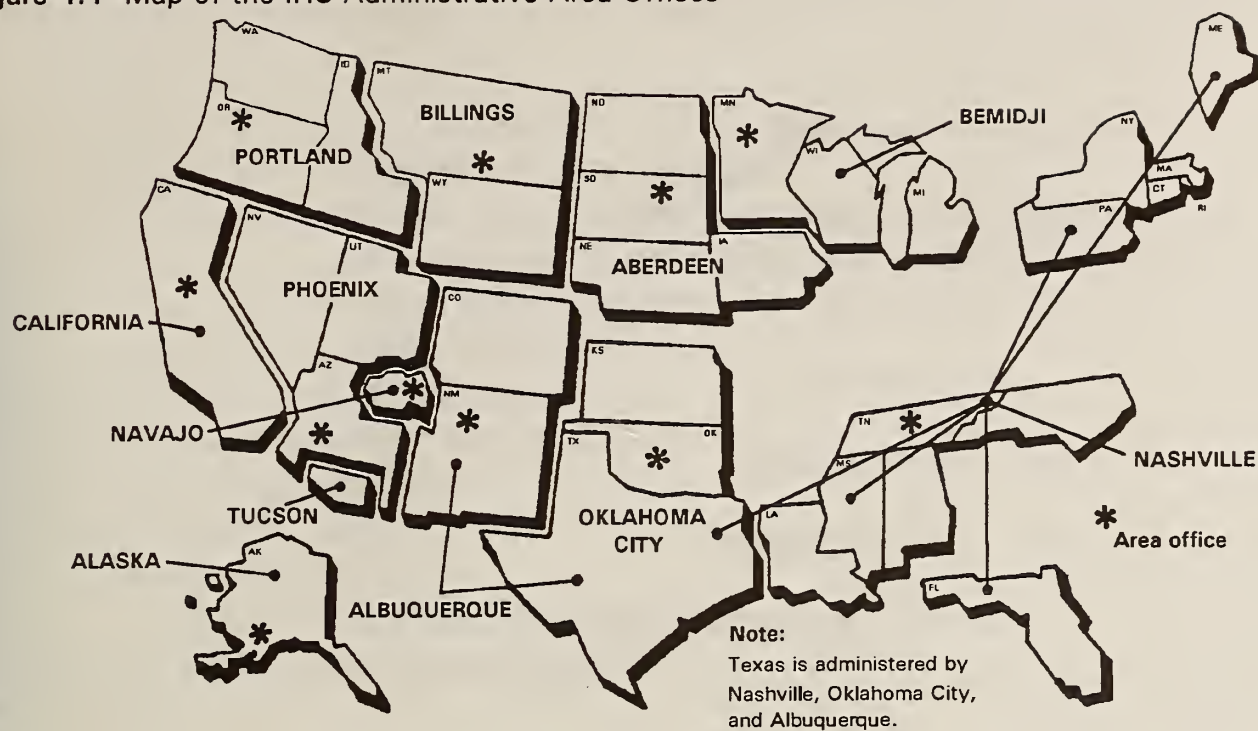 Map of the IHS Administrative Area Offices
WA
ID
MT
ND
MN
ME
OR
BILLINGS
BEMIDJI
NY
PORTLAND
WI
MA
CA
NV
SD
MI
CT
RI
WY
PA
UT
NE
IA
PHOENIX
ABERDEEN
CO
CALIFORNIA
KS
AZ
NM
TN
NAVAJO
TX
OK
MS
NASHVILLE
TUCSON
OKLAHOMA
CITY
LA
Area office
ALASKA
AK
ALBUQUERQUE
FL
Note:
Texas is administered by
Nashville, Oklahoma City,
and Albuquerque.